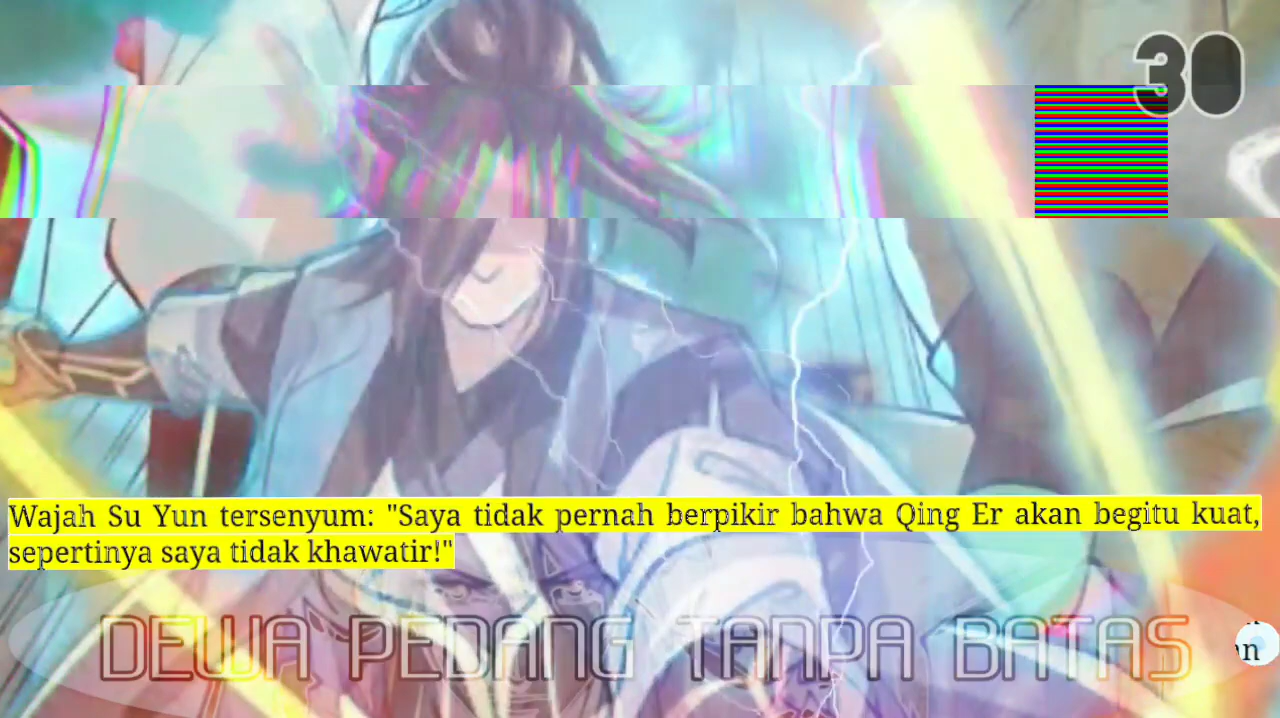 30
Wajah Su Yun tersenyum: "Saya tidak pernah berpikir bahwa Qing Er akan begitu kuat,
sepertinya saya tidak khawatir!"
DEWA PEDANG TANPA BATAS